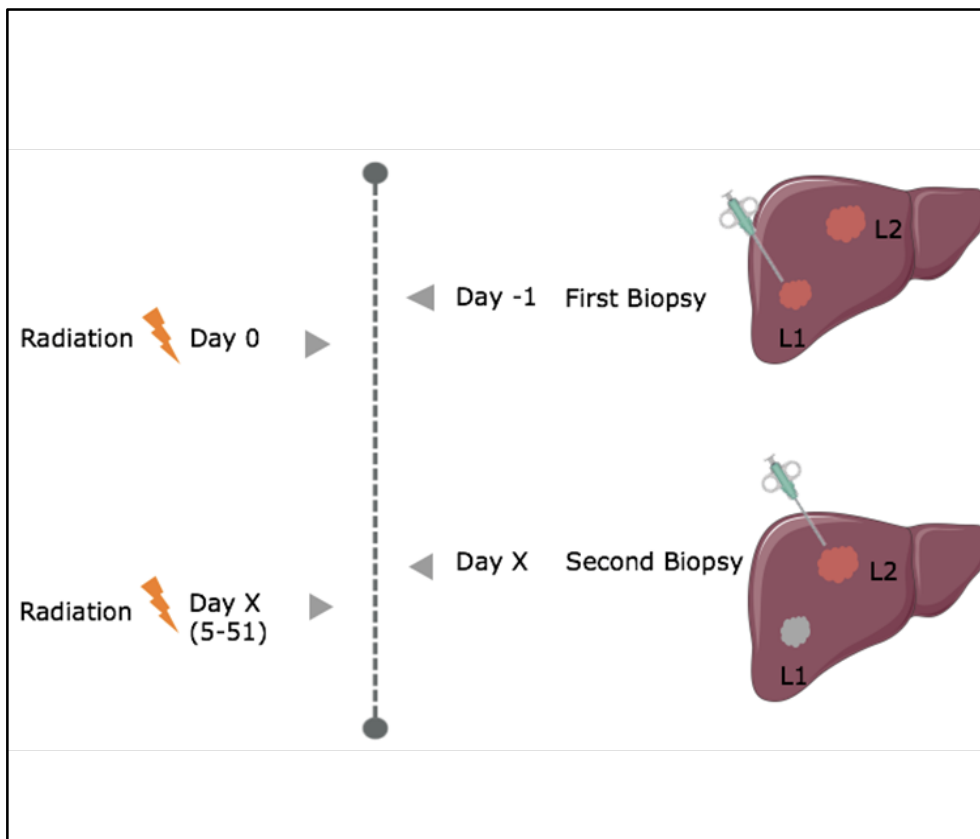 L2
Day -1 First Biopsy
Radiation Day 0
L1
Day X Second Biopsy
L2
Radiation Day X
(5-51)
L1